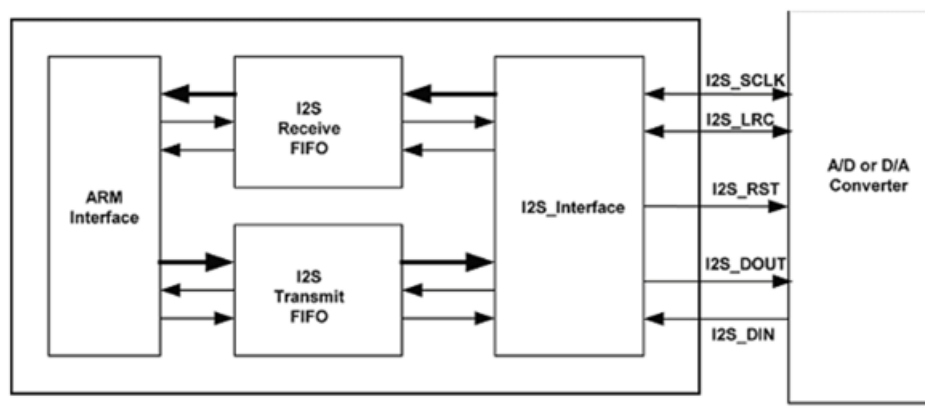 ARM
Interface
I2S
Receive
FIFO
I2S
Transmit
FIFO
I2S_Interface
I2S_SCLK
I2S_LRC
I2S_RST
I2S_DOUT
I2S_DIN
A/D or D/A
Converter